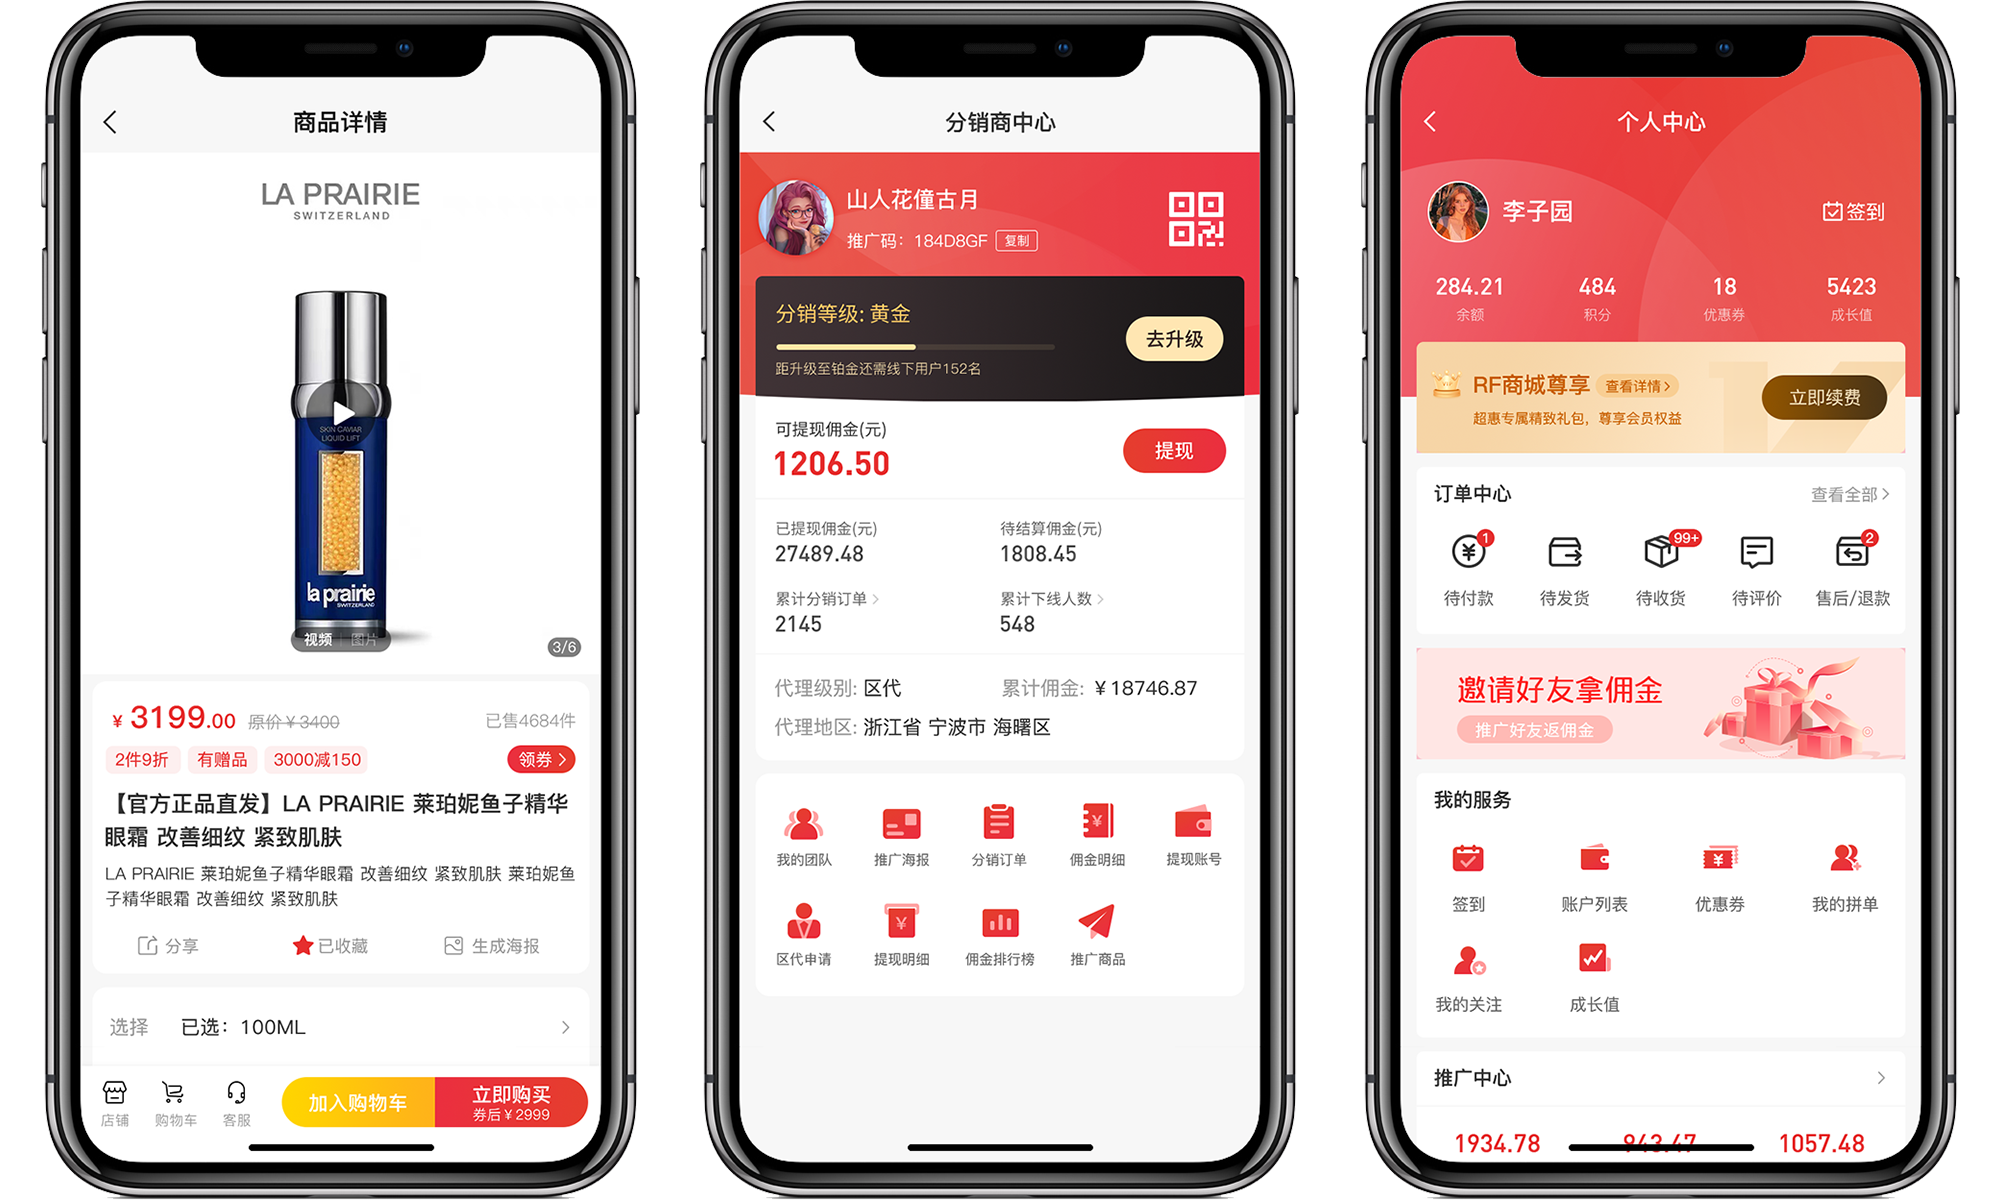 商品详情
LA PRAIRIE
SWITZERLAND
SKIN CAVIAR
LIQUID LIFT
la prairie
SWITZERLAND
视频 图片
3/6
¥ 3199.00 原价¥3400 已售4684件
2件9折 有赠品 3000减150 领券
【官方正品直发】LA PRAIRIE 莱珀妮鱼子精华
眼霜 改善细纹 紧致肌肤
LA PRAIRIE 莱珀妮鱼子精华眼霜 改善细纹 紧致肌肤 莱珀妮鱼
子精华眼霜 改善细纹 紧致肌肤
分享 已收藏 生成海报
选择 已选：100ML
店铺 购物车 客服
加入购物车
立即购买
券后¥2999
分销商中心
山人花僮古月
推广码：184D8GF 复制
分销等级: 黄金
去升级
距升级至铂金还需线下用户152名
可提现佣金(元)
1206.50
提现
已提现佣金(元) 待结算佣金(元)
27489.48 1808.45
累计分销订单 累计下线人数
2145 548
代理级别: 区代 累计佣金: ¥18746.87
代理地区: 浙江省 宁波市 海曙区
我的团队 推广海报 分销订单 佣金明细 提现账号
区代申请 提现明细 佣金排行榜 推广商品
个人中心
李子园
签到
284.21 484 18 5423
余额 积分 优惠券 成长值
RF商城尊享 查看详情
超惠专属精致礼包，尊享会员权益
立即续费
订单中心 查看全部
1 99+ 2
待付款 待发货 待收货 待评价 售后/退款
邀请好友拿佣金
推广好友返佣金
我的服务
签到 账户列表 优惠券 我的拼单
我的关注 成长值
推广中心
1934.78 943.47 1057.48